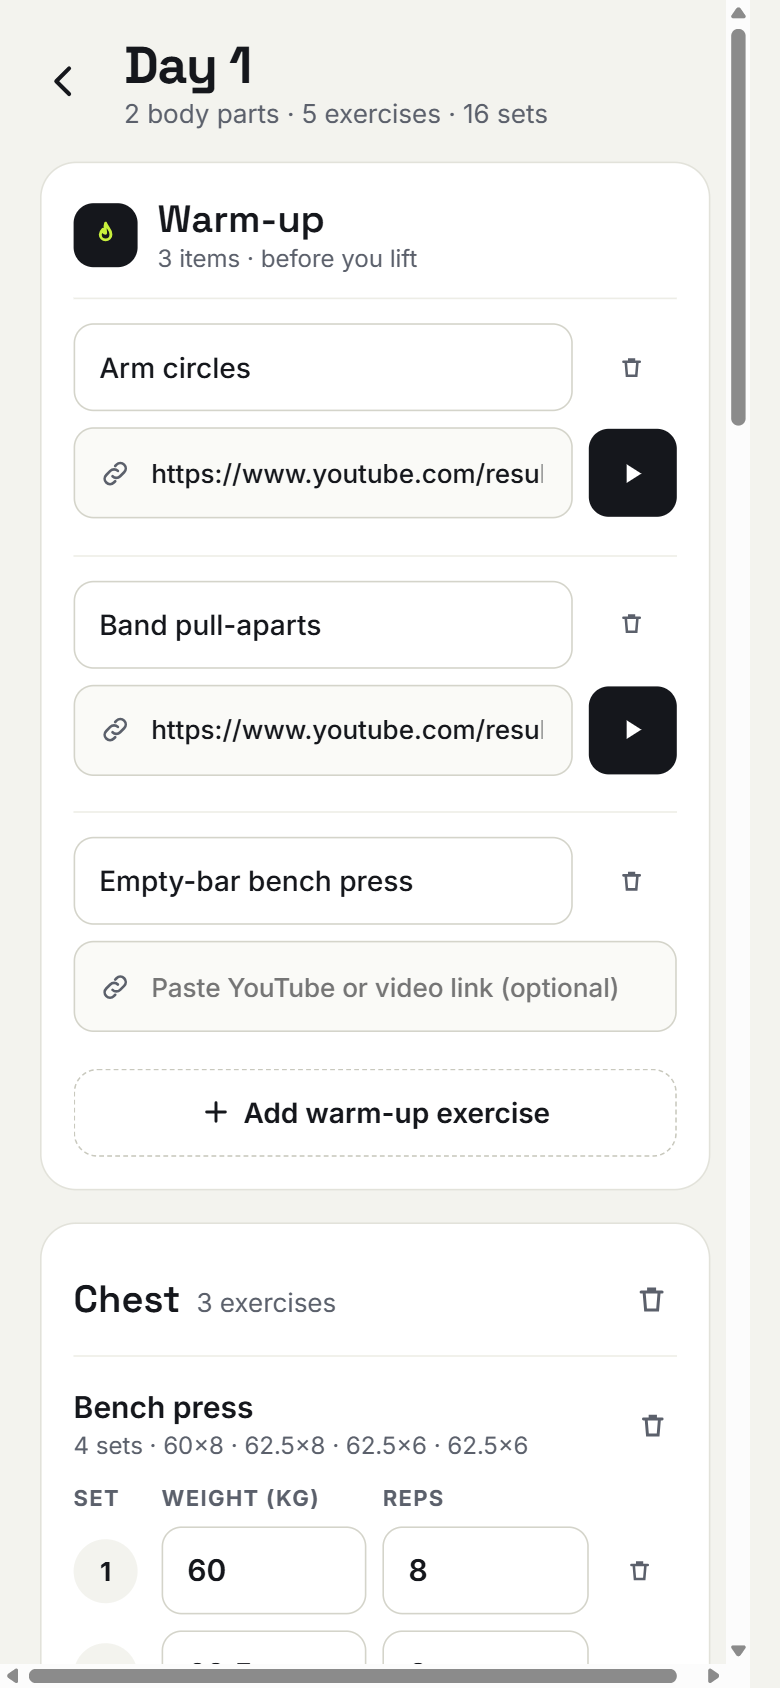 Day 1
2 body parts · 5 exercises · 16 sets
Warm-up
3 items · before you lift
Arm circles
https://www.youtube.com/resul
Band pull-aparts
https://www.youtube.com/resul
Empty-bar bench press
Paste YouTube or video link (optional)
+ Add warm-up exercise
Chest 3 exercises
Bench press
4 sets · 60×8 · 62.5×8 · 62.5×6 · 62.5×6
SET WEIGHT (KG) REPS
1 60 8